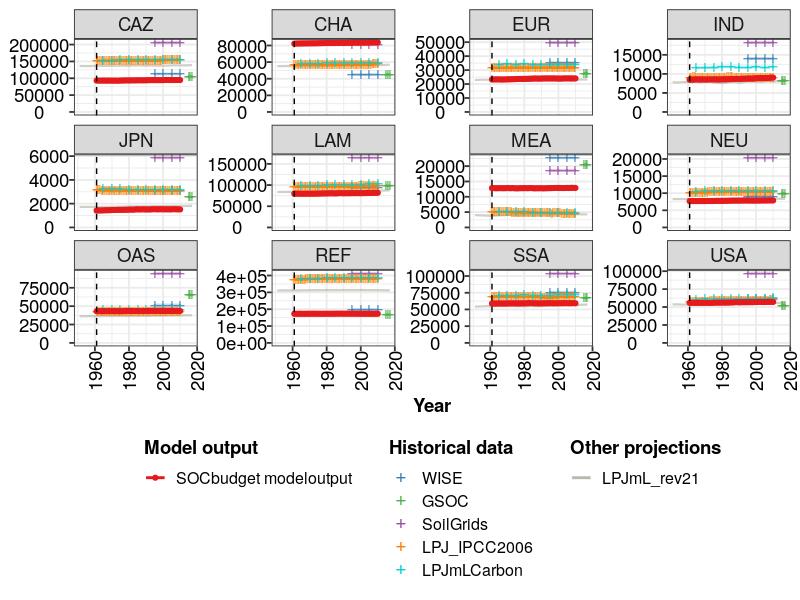 CAZ CHA EUR IND
200000
150000
100000
50000
0
80000
60000
40000
20000
0
50000
40000
30000
20000
10000
0
15000
10000
5000
0
JPN LAM MEA NEU
6000
4000
2000
0
150000
100000
50000
0
20000
15000
10000
5000
0
20000
15000
10000
5000
0
OAS REF SSA USA
75000
50000
25000
0
4e+05
3e+05
2e+05
1e+05
0e+00
100000
75000
50000
25000
0
100000
75000
50000
25000
0
1960 1980 2000 2020 1960 1980 2000 2020 1960 1980 2000 2020 1960 1980 2000 2020
Year
Model output
SOCbudget modeloutput
Historical data
WISE
GSOC
SoilGrids
LPJ_IPCC2006
LPJmLCarbon
Other projections
LPJmL_rev21